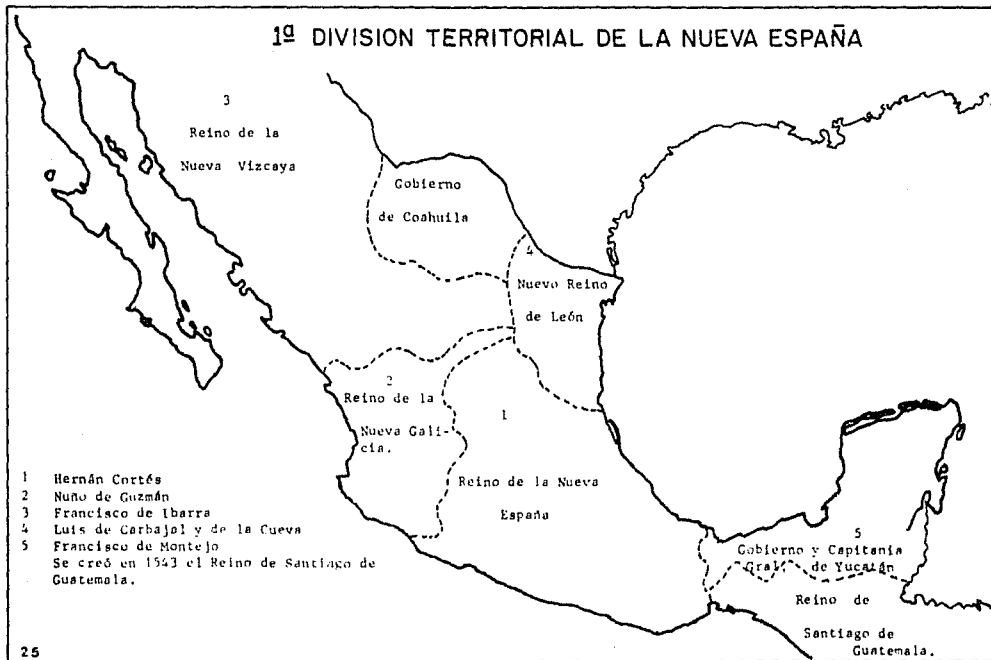 1ª DIVISION TERRITORIAL DE LA NUEVA ESPAÑA
3
Reino de la
Nueva Vizcaya
Gobierno
de Coahuila
4
Nuevo Reino
de León
2
Reino de la
Nueva Gali-
cia.
1
Reino de la Nueva
España
5
Gobierno y Capitania
Gral. de Yucatán
Reino de
Santiago de
Guatemala.
1 Hernán Cortés
2 Nuño de Guzmán
3 Francisco de Ibarra
4 Luis de Carbajal y de la Cueva
5 Francisco de Montejo
Se creó en 1543 el Reino de Santiago de
Guatemala.
25